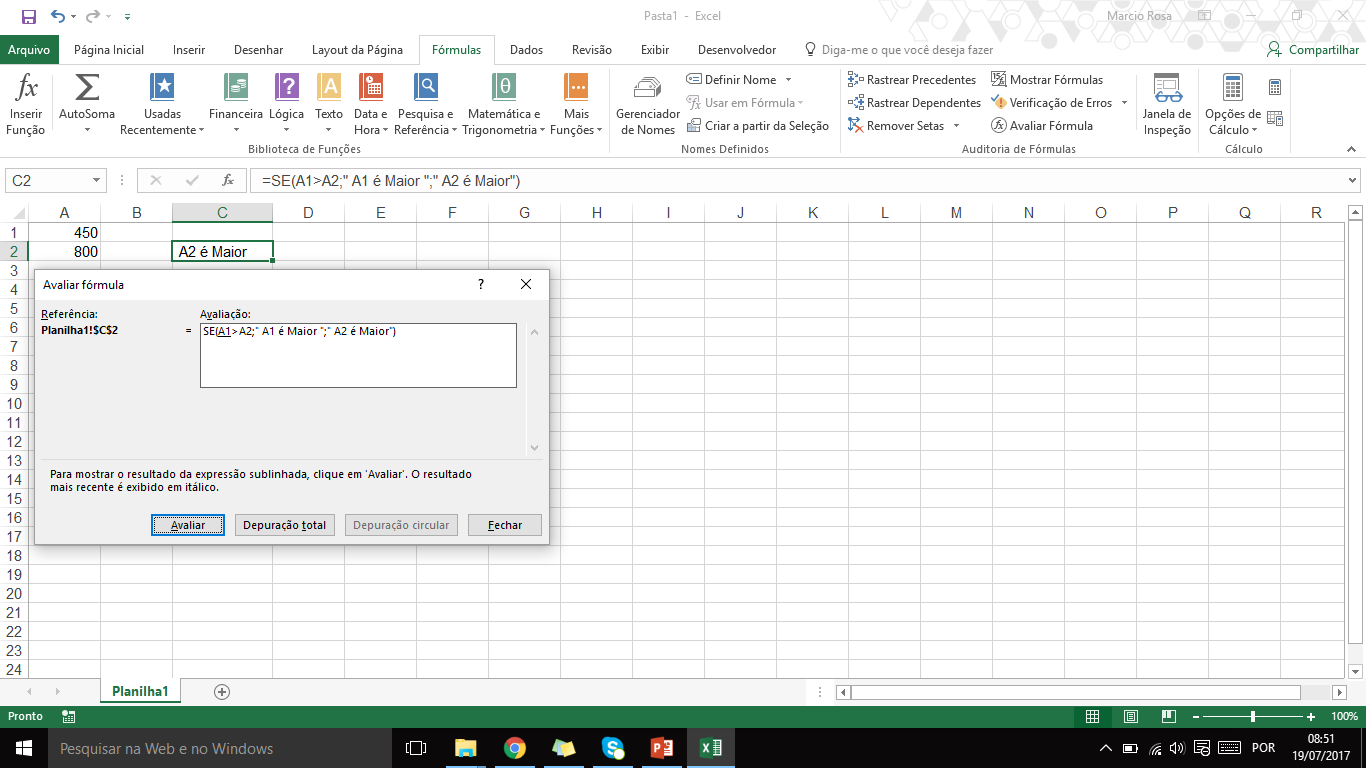 Pasta1 - Excel
Marcio Rosa
Arquivo Página Inicial Inserir Desenhar Layout da Página Fórmulas Dados Revisão Exibir Desenvolvedor Diga-me o que você deseja fazer Compartilhar
Inserir Função
AutoSoma
Usadas Recentemente
Financeira
Lógica
Texto
Data e Hora
Pesquisa e Referência
Matemática e Trigonometria
Mais Funções
Biblioteca de Funções
Gerenciador de Nomes
Definir Nome
Usar em Fórmula
Criar a partir da Seleção
Nomes Definidos
Rastrear Precedentes
Rastrear Dependentes
Remover Setas
Mostrar Fórmulas
Verificação de Erros
Avaliar Fórmula
Auditoria de Fórmulas
Janela de Inspeção
Opções de Cálculo
Cálculo
C2 fx =SE(A1>A2;" A1 é Maior ";" A2 é Maior")
A B C D E F G H I J K L M N O P Q R
1 450
2 800 A2 é Maior
3
4
5
6
7
8
9
10
11
12
13
14
15
16
17
18
19
20
21
22
23
24
Avaliar fórmula ?
Referência: Avaliação:
Planilha1!$C$2 = SE(A1>A2;" A1 é Maior ";" A2 é Maior")
Para mostrar o resultado da expressão sublinhada, clique em 'Avaliar'. O resultado
mais recente é exibido em itálico.
Avaliar Depuração total Depuração circular Fechar
Planilha1
Pronto 100%
Pesquisar na Web e no Windows
POR
08:51
19/07/2017